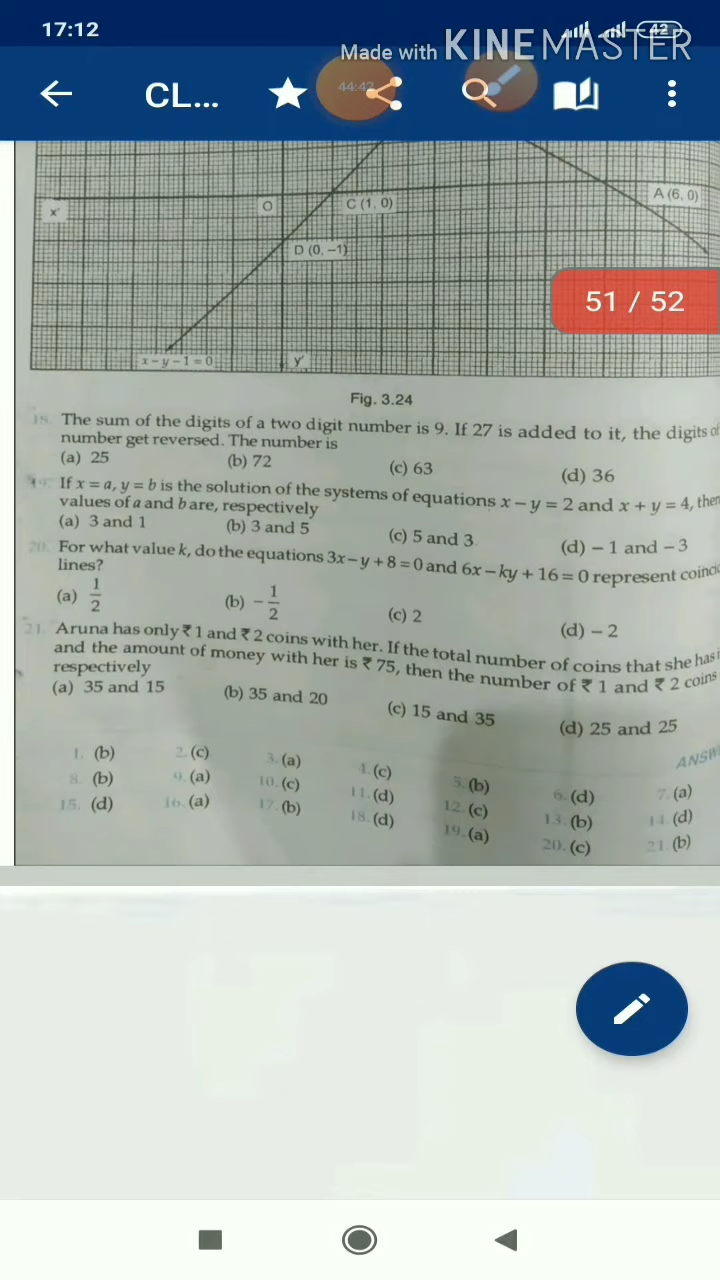 17:12
42
Made with KINEMASTER
CL...
44:42
x'
O
C (1, 0)
A (6, 0)
D (0, −1)
51 / 52
x − y − 1 = 0
y'
Fig. 3.24
18. The sum of the digits of a two digit number is 9. If 27 is added to it, the digits of
number get reversed. The number is
(a) 25 (b) 72 (c) 63 (d) 36
19. If x = a, y = b is the solution of the systems of equations x − y = 2 and x + y = 4, then
values of a and b are, respectively
(a) 3 and 1 (b) 3 and 5 (c) 5 and 3 (d) − 1 and − 3
20. For what value k, do the equations 3x − y + 8 = 0 and 6x − ky + 16 = 0 represent
lines?
(a) 1/2 (b) − 1/2 (c) 2 (d) − 2
21. Aruna has only ₹ 1 and ₹ 2 coins with her. If the total number of coins that she has
and the amount of money with her is ₹ 75, then the number of ₹ 1 and ₹ 2 coins
respectively
(a) 35 and 15 (b) 35 and 20 (c) 15 and 35 (d) 25 and 25
ANSW
1. (b) 2. (c) 3. (a) 4. (c) 5. (b) 6. (d) 7. (a)
8. (b) 9. (a) 10. (c) 11. (d) 12. (c) 13. (b) 14. (d)
15. (d) 16. (a) 17. (b) 18. (d) 19. (a) 20. (c) 21. (b)